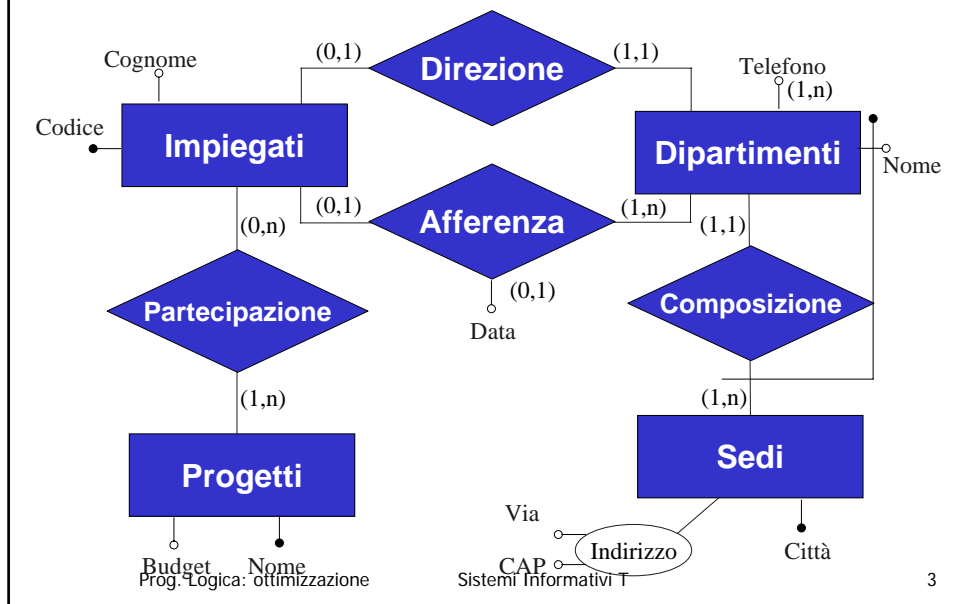 (0,1)
Direzione
(1,1)
Cognome
Telefono
(1,n)
Codice
Impiegati
Dipartimenti
Nome
(0,1)
Afferenza
(1,n)
(0,n)
(1,1)
(0,1)
Data
Partecipazione
Composizione
(1,n)
(1,n)
Progetti
Sedi
Via
CAP
Indirizzo
Città
Budget
Nome
Prog. Logica: ottimizzazione
Sistemi Informativi T
3